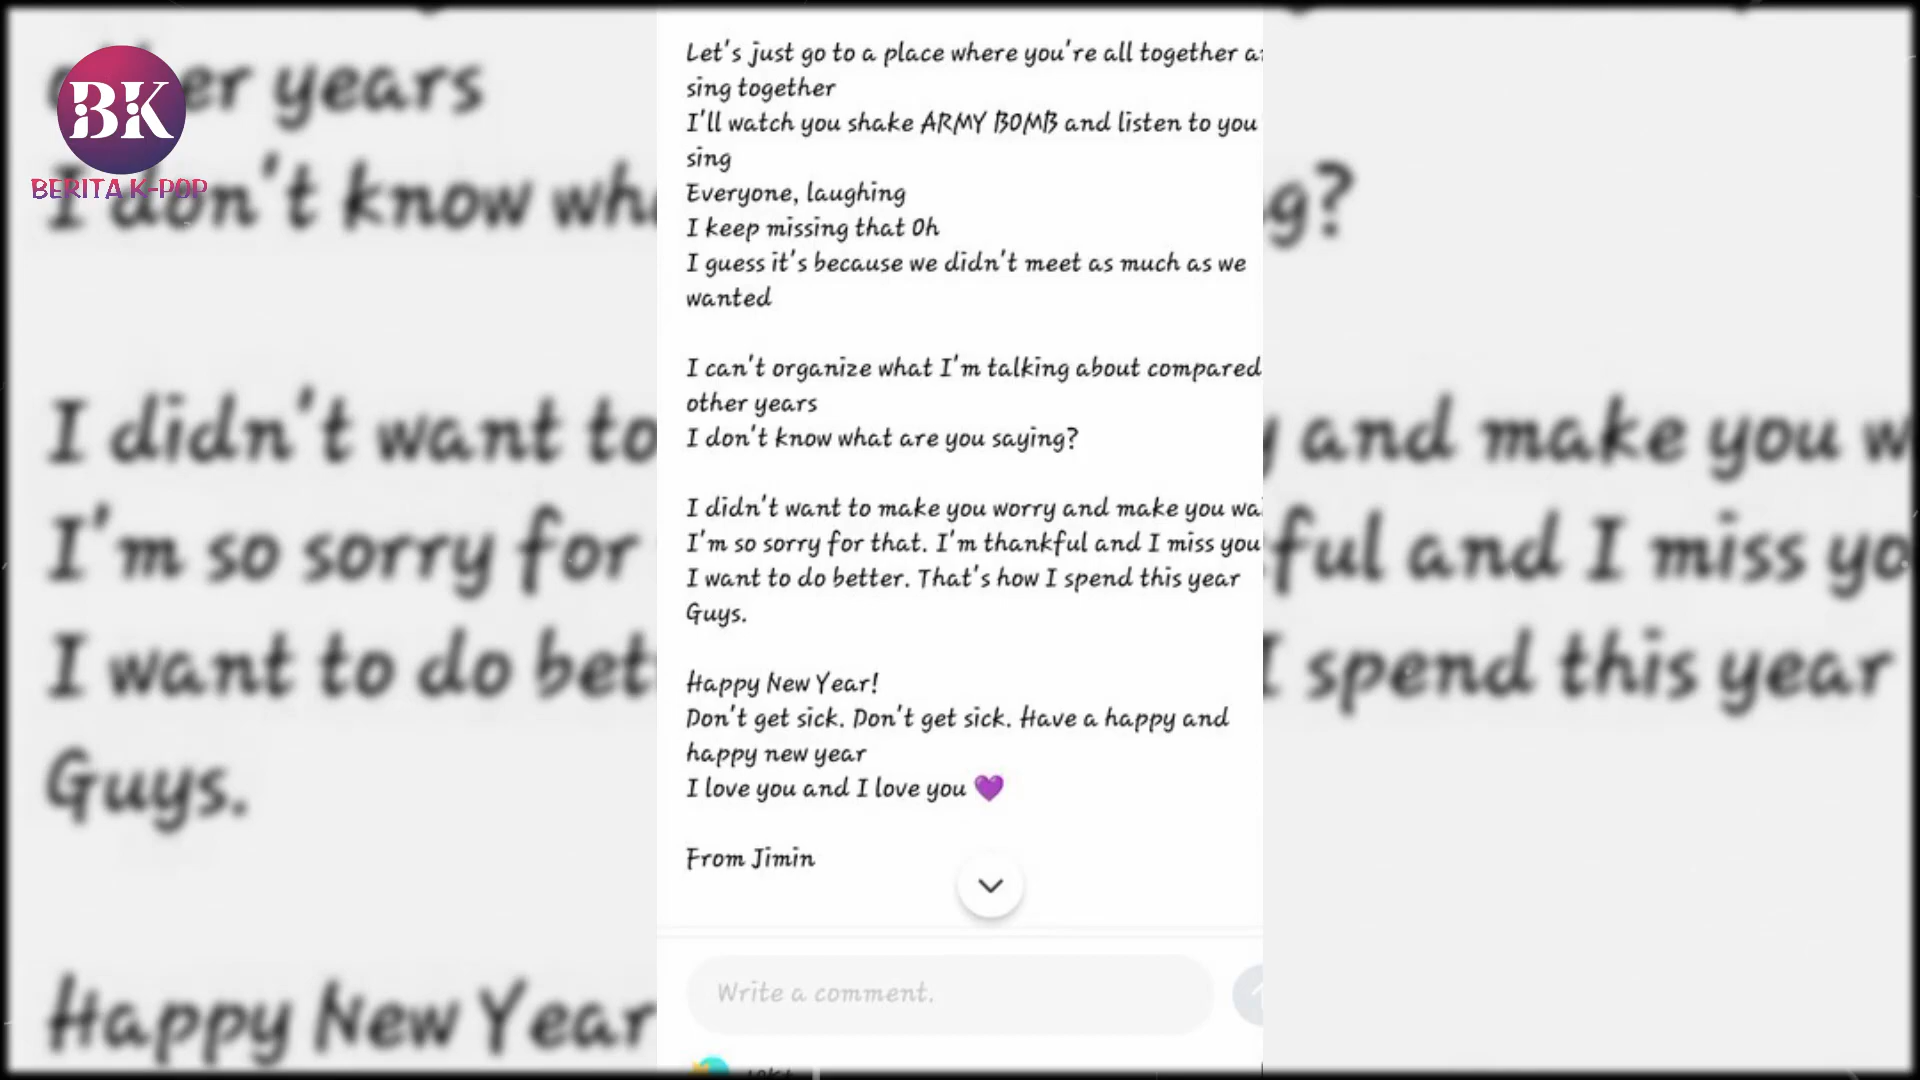 BK
BERITA K-POP
Let's just go to a place where you're all together
sing together
I'll watch you shake ARMY BOMB and listen to you
sing
Everyone, laughing
I keep missing that Oh
I guess it's because we didn't meet as much as we
wanted
I can't organize what I'm talking about compared
other years
I don't know what are you saying?
I didn't want to make you worry and make you
I'm so sorry for that. I'm thankful and I miss you
I want to do better. That's how I spend this year
Guys.
Happy New Year!
Don't get sick. Don't get sick. Have a happy and
happy new year
I love you and I love you 💜
From Jimin
Write a comment.